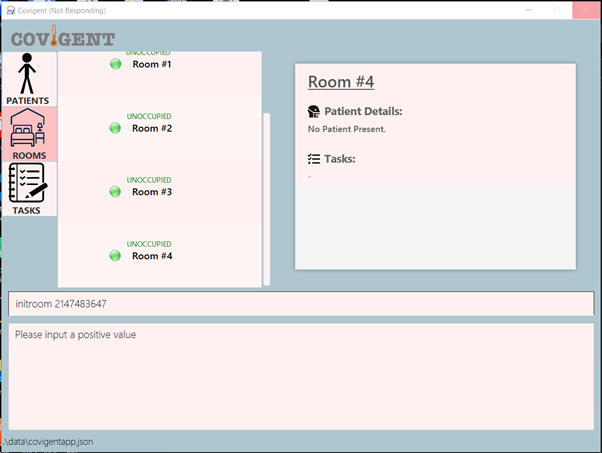 Covigent (Not Responding)
COVIGENT
PATIENTS
ROOMS
TASKS
UNOCCUPIED
Room #1
UNOCCUPIED
Room #2
UNOCCUPIED
Room #3
UNOCCUPIED
Room #4
Room #4
Patient Details:
No Patient Present.
Tasks:
-
initroom 2147483647
Please input a positive value
.\data\covigentapp.json